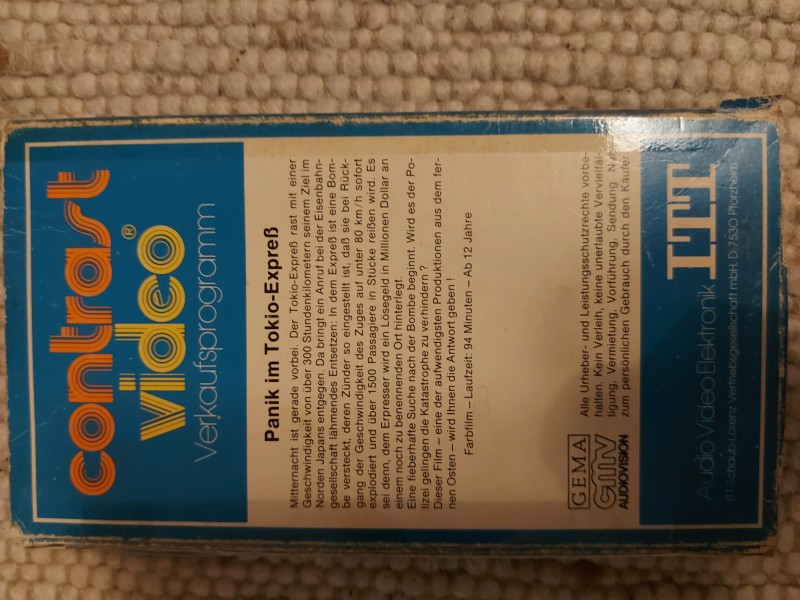 contrast
video®
Verkaufsprogramm
Panik im Tokio-Expreß
Mitternacht ist gerade vorbei. Der Tokio-Expreß rast mit einer
Geschwindigkeit von über 300 Stundenkilometern seinem Ziel im
Norden Japans entgegen. Da bringt ein Anruf bei der Eisenbahn-
gesellschaft lähmendes Entsetzen: In dem Expreß ist eine Bom-
be versteckt, deren Zünder so eingestellt ist, daß sie bei Rück-
gang der Geschwindigkeit des Zuges auf unter 80 km/h sofort
explodiert und über 1500 Passagiere in Stücke reißen wird. Es
sei denn, dem Erpresser wird ein Lösegeld in Millionen Dollar an
einem noch zu benennenden Ort hinterlegt.
Eine fieberhafte Suche nach der Bombe beginnt. Wird es der Po-
lizei gelingen die Katastrophe zu verhindern ?
Dieser Film – eine der aufwendigsten Produktionen aus dem fer-
nen Osten – wird Ihnen die Antwort geben !
Farbfilm – Laufzeit: 94 Minuten – Ab 12 Jahre
GEMA
gmv
AUDIOVISION
Alle Urheber- und Leistungsschutzrechte vorbe-
halten. Kein Verleih, keine unerlaubte Vervielfäl-
tigung, Vermietung, Vorführung, Sendung. Nur
zum persönlichen Gebrauch durch den Käufer
Audio Video Elektronik ITT
ITT Schaub-Lorenz Vertriebsgesellschaft mbH. D-7530 Pforzheim